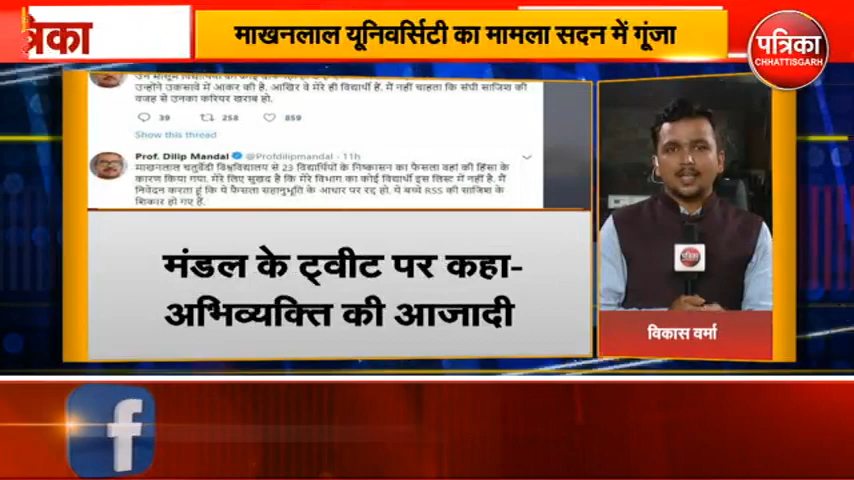 त्रिका
माखनलाल यूनिवर्सिटी का मामला सदन में गूंजा
पत्रिका
CHHATTISGARH
उन्होंने उकसावे में आकर की है. आखिर वे मेरे ही विद्यार्थी हैं. मैं नहीं चाहता कि संघी साजिश की
वजह से उनका करियर खराब हो.
39 258 859
Show this thread
Prof. Dilip Mandal @Profdilipmandal · 11h
माखनलाल चतुर्वेदी विश्वविद्यालय से 23 विद्यार्थियों के निष्कासन का फैसला वहां की हिंसा के
कारण किया गया. मेरे लिए सुखद है कि मेरे विभाग का कोई विद्यार्थी इस लिस्ट में नहीं है. मैं
निवेदन करता हूं कि ये फैसला सहानुभूति के आधार पर रद्द हो. ये बच्चे RSS की साजिश के
शिकार हो गए हैं.
मंडल के ट्वीट पर कहा-
अभिव्यक्ति की आजादी
पत्रिका
विकास वर्मा